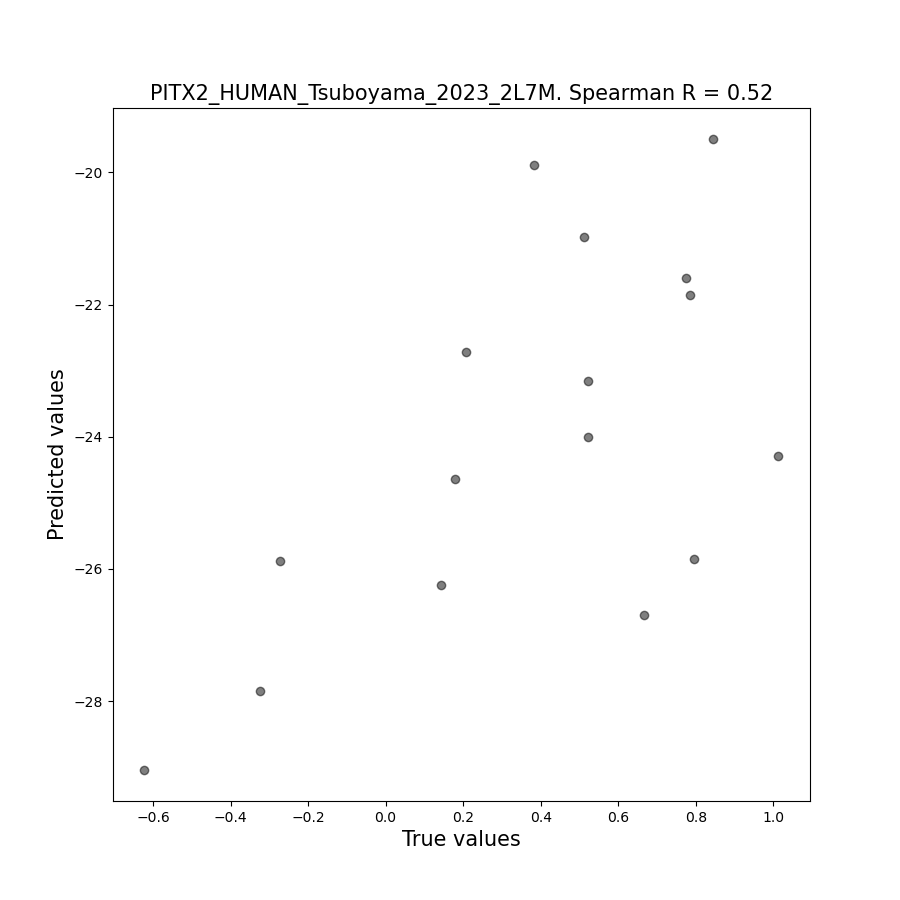 PITX2_HUMAN_Tsuboyama_2023_2L7M. Spearman R = 0.52
−20
−22
−24
−26
−28
Predicted values
−0.6 −0.4 −0.2 0.0 0.2 0.4 0.6 0.8 1.0
True values